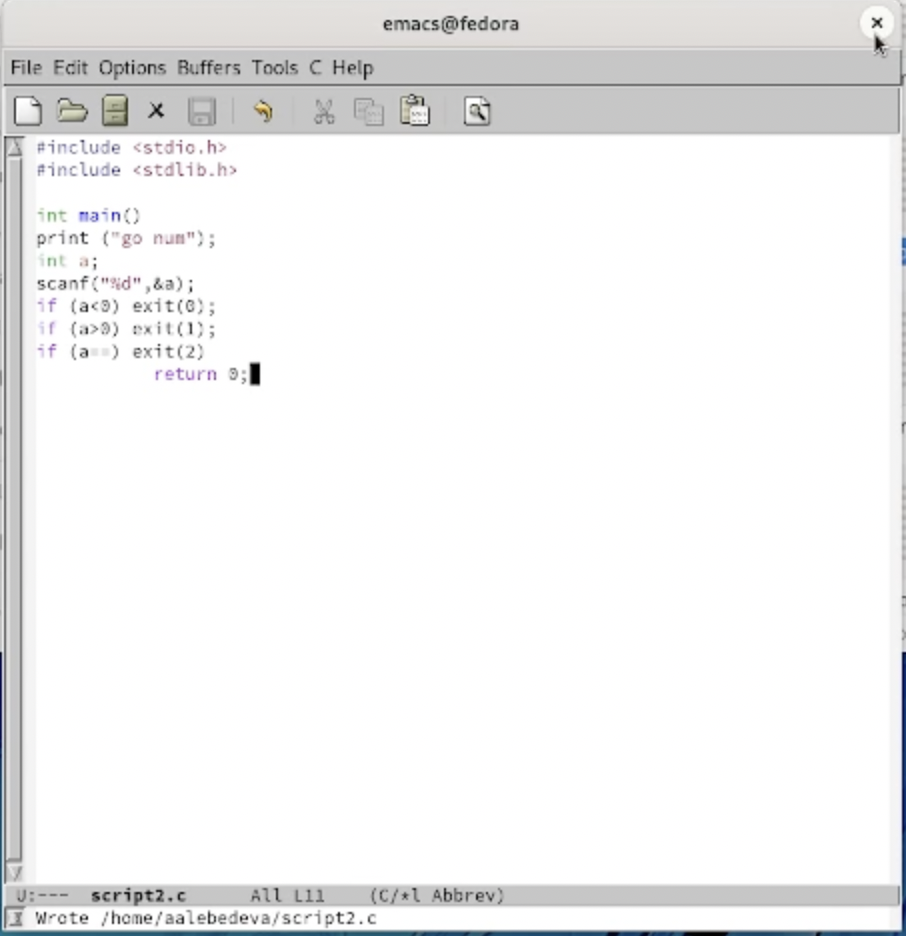 emacs@fedora
File Edit Options Buffers Tools C Help
#include <stdio.h>
#include <stdlib.h>
int main()
print ("go num");
int a;
scanf("%d",&a);
if (a<0) exit(0);
if (a>0) exit(1);
if (a==) exit(2)
return 0;
U:--- script2.c All L11 (C/*l Abbrev)
Wrote /home/aalebedeva/script2.c